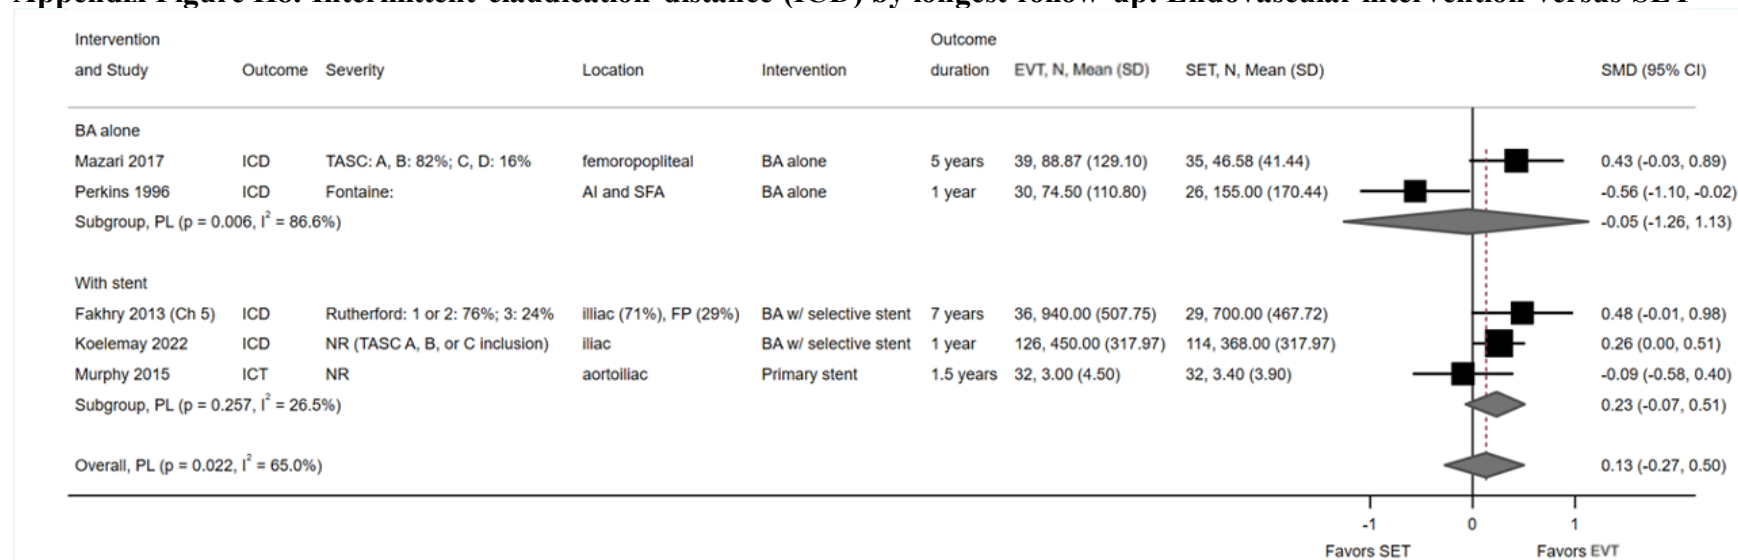 Appendix Figure H8. Intermittent claudication distance (ICD) by longest follow-up: Endovascular intervention versus SET
Intervention Outcome
and Study Outcome Severity Location Intervention duration EVT, N, Mean (SD) SET, N, Mean (SD) SMD (95% CI)
BA alone
Mazari 2017 ICD TASC: A, B: 82%; C, D: 16% femoropopliteal BA alone 5 years 39, 88.87 (129.10) 35, 46.58 (41.44) 0.43 (-0.03, 0.89)
Perkins 1996 ICD Fontaine: AI and SFA BA alone 1 year 30, 74.50 (110.80) 26, 155.00 (170.44) -0.56 (-1.10, -0.02)
Subgroup, PL (p = 0.006, I² = 86.6%) -0.05 (-1.26, 1.13)
With stent
Fakhry 2013 (Ch 5) ICD Rutherford: 1 or 2: 76%; 3: 24% illiac (71%), FP (29%) BA w/ selective stent 7 years 36, 940.00 (507.75) 29, 700.00 (467.72) 0.48 (-0.01, 0.98)
Koelemay 2022 ICD NR (TASC A, B, or C inclusion) iliac BA w/ selective stent 1 year 126, 450.00 (317.97) 114, 368.00 (317.97) 0.26 (0.00, 0.51)
Murphy 2015 ICT NR aortoiliac Primary stent 1.5 years 32, 3.00 (4.50) 32, 3.40 (3.90) -0.09 (-0.58, 0.40)
Subgroup, PL (p = 0.257, I² = 26.5%) 0.23 (-0.07, 0.51)
Overall, PL (p = 0.022, I² = 65.0%) 0.13 (-0.27, 0.50)
-1 0 1
Favors SET Favors EVT